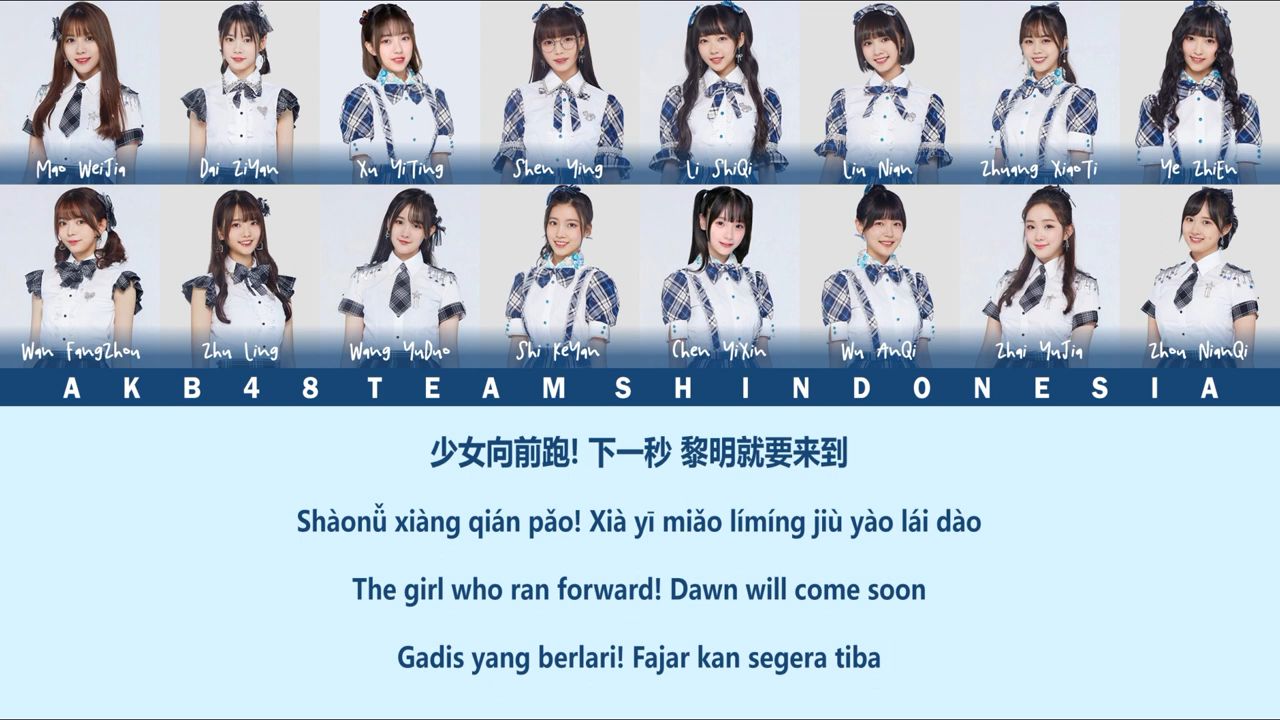 Mao WeiJia Dai ZiYan Xu YiTing Shen Ying Li ShiQi Liu Nian Zhuang XiaoTi Ye ZhiEn
Wan FangZhou Zhu Ling Wang YuDuo Shi KeYan Chen YiXin Wu AnQi Zhai YuJia Zhou NianQi
AKB48 TEAM SH INDONESIA
少女向前跑! 下一秒 黎明就要来到
Shàonǚ xiàng qián pǎo! Xià yī miǎo límíng jiù yào lái dào
The girl who ran forward! Dawn will come soon
Gadis yang berlari! Fajar kan segera tiba